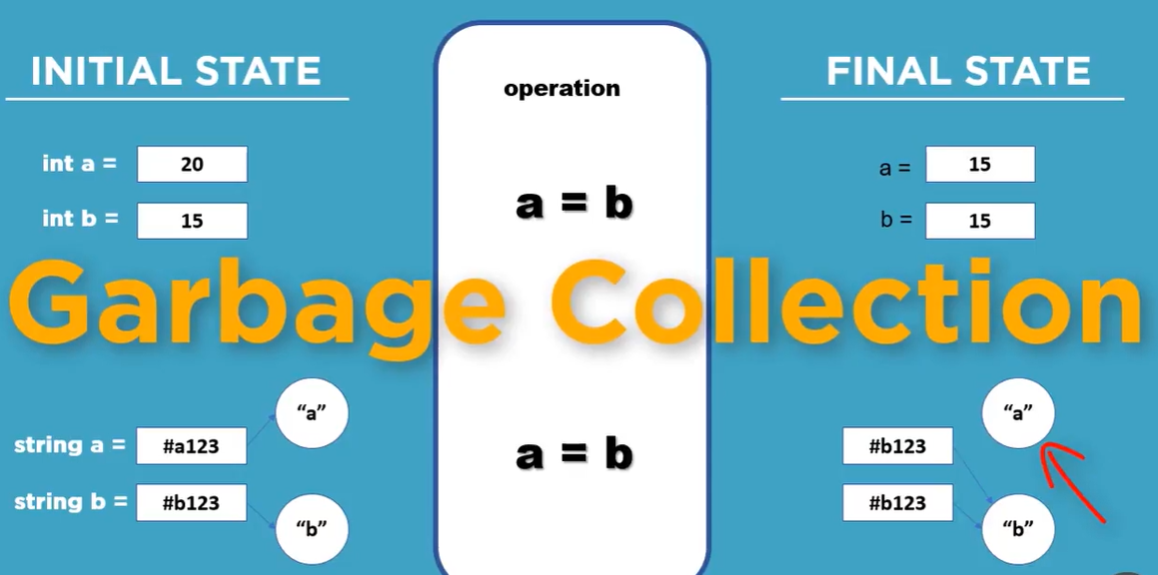 INITIAL STATE
int a = 20
int b = 15
operation
a = b
FINAL STATE
a = 15
b = 15
Garbage Collection
string a = #a123
“a”
string b = #b123
“b”
a = b
#b123
“a”
#b123
“b”